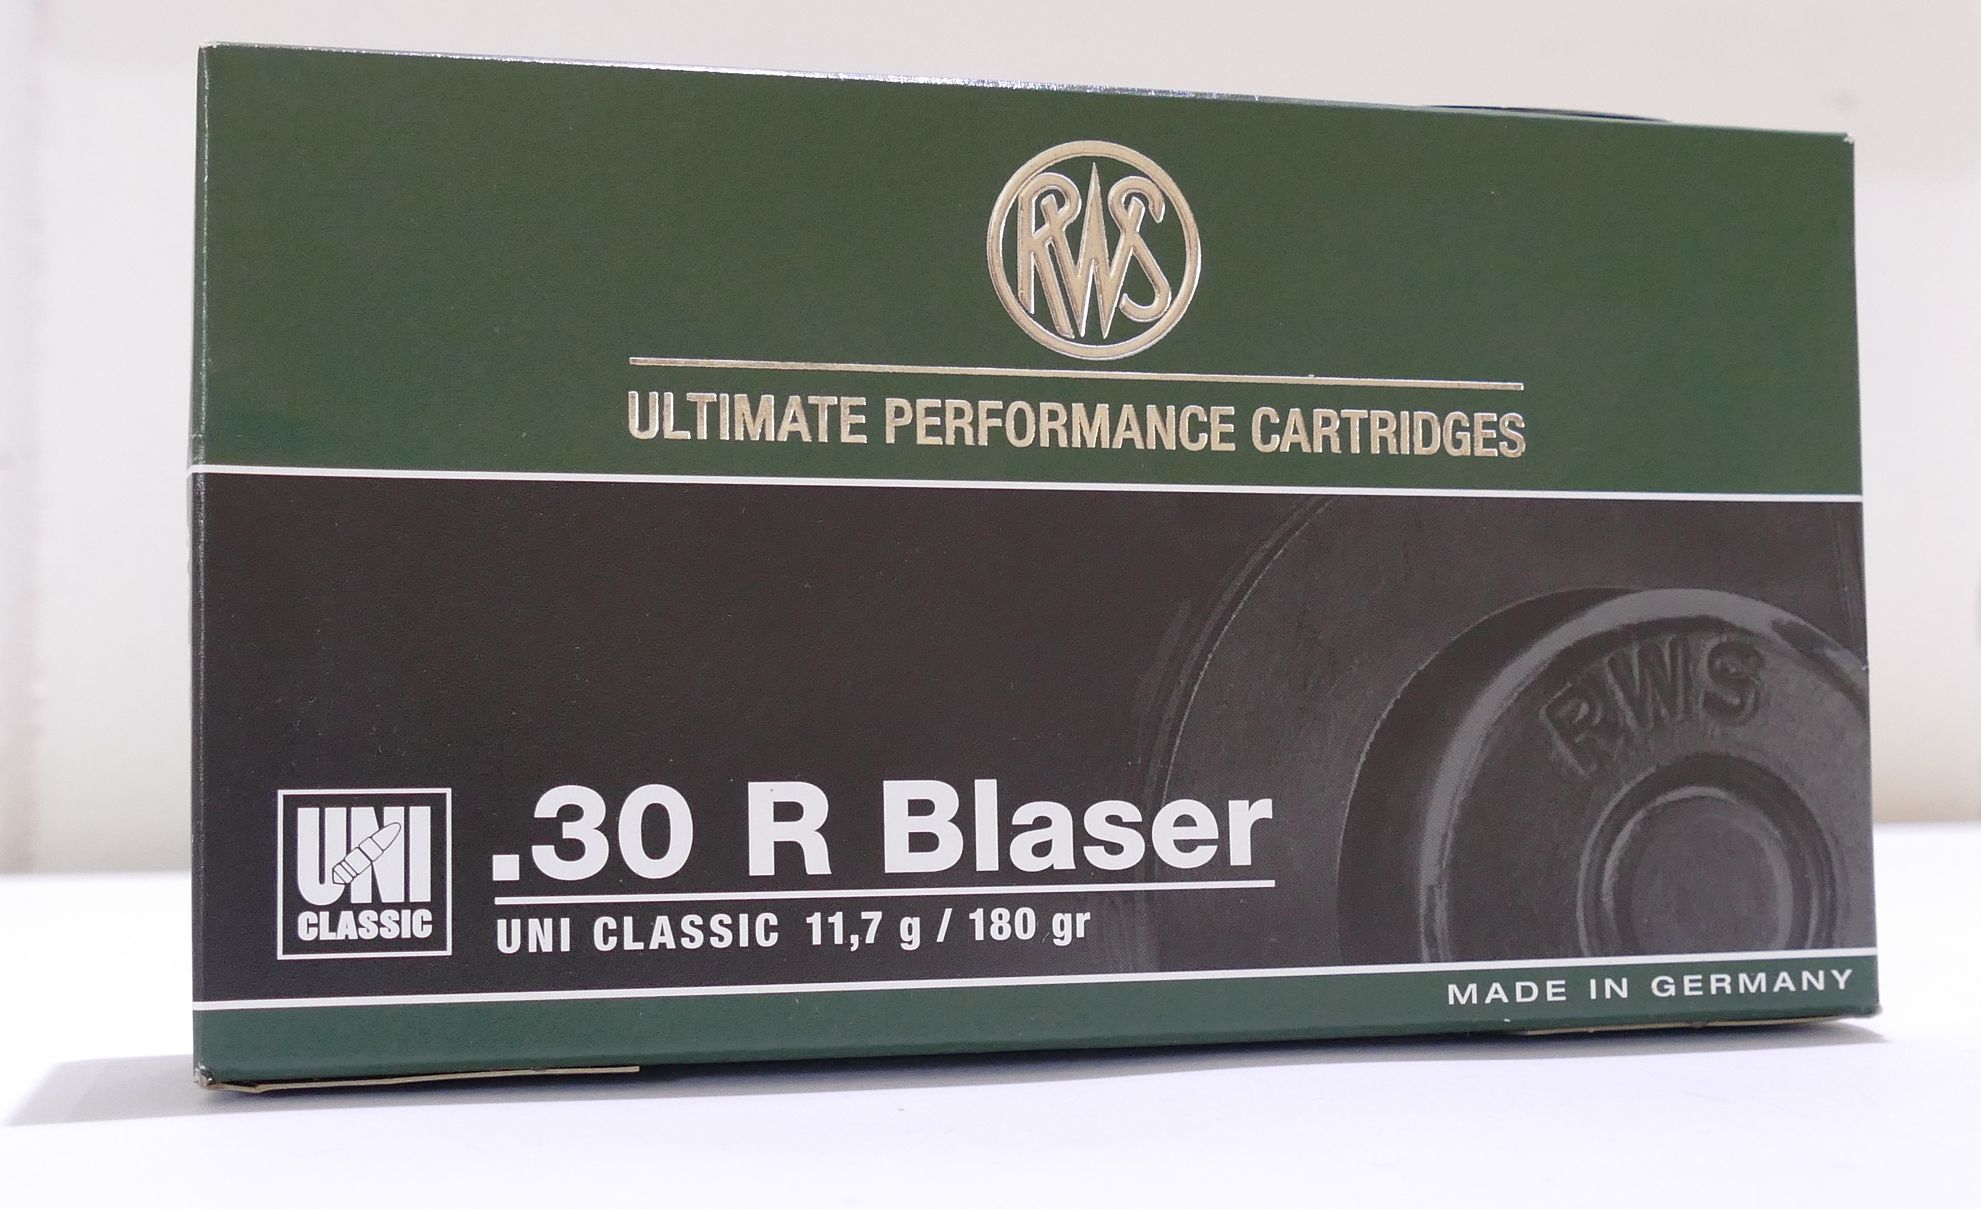 RWS
ULTIMATE PERFORMANCE CARTRIDGES
RWS
UNI
CLASSIC
.30 R Blaser
UNI CLASSIC 11,7 g / 180 gr
MADE IN GERMANY